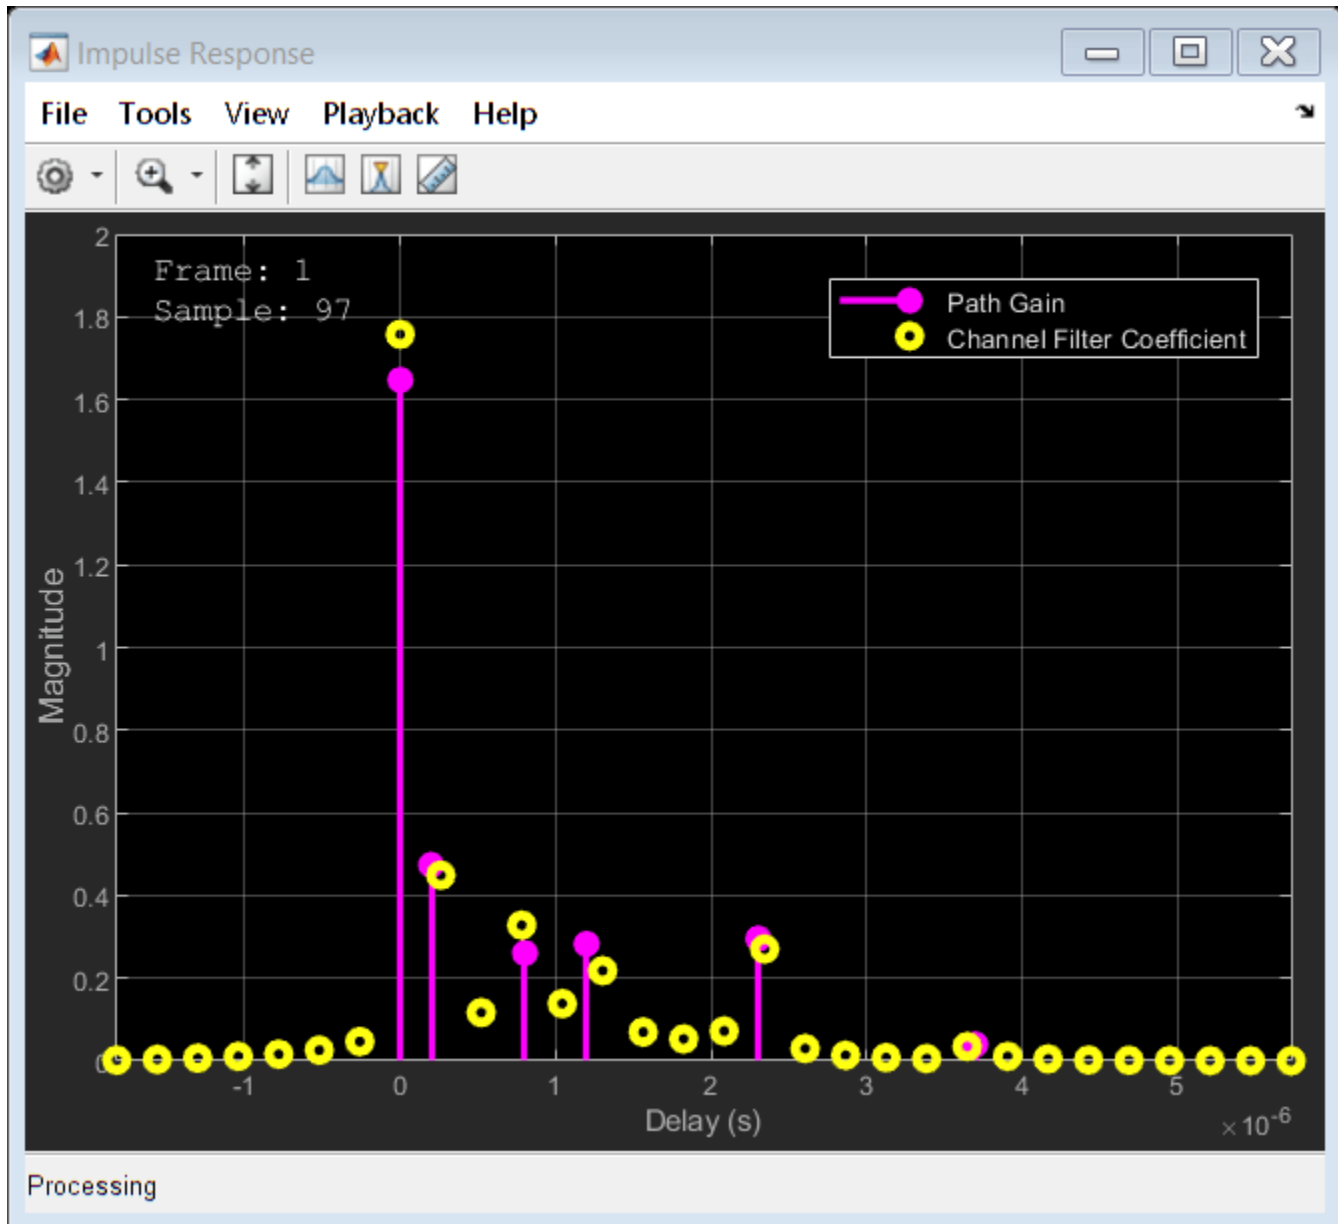 Impulse Response
File Tools View Playback Help
2
Frame: 1
Sample: 97
Path Gain
Channel Filter Coefficient
1.8
1.6
1.4
1.2
1
0.8
0.6
0.4
0.2
0
Magnitude
-1 0 1 2 3 4 5
Delay (s)
×10-6
Processing